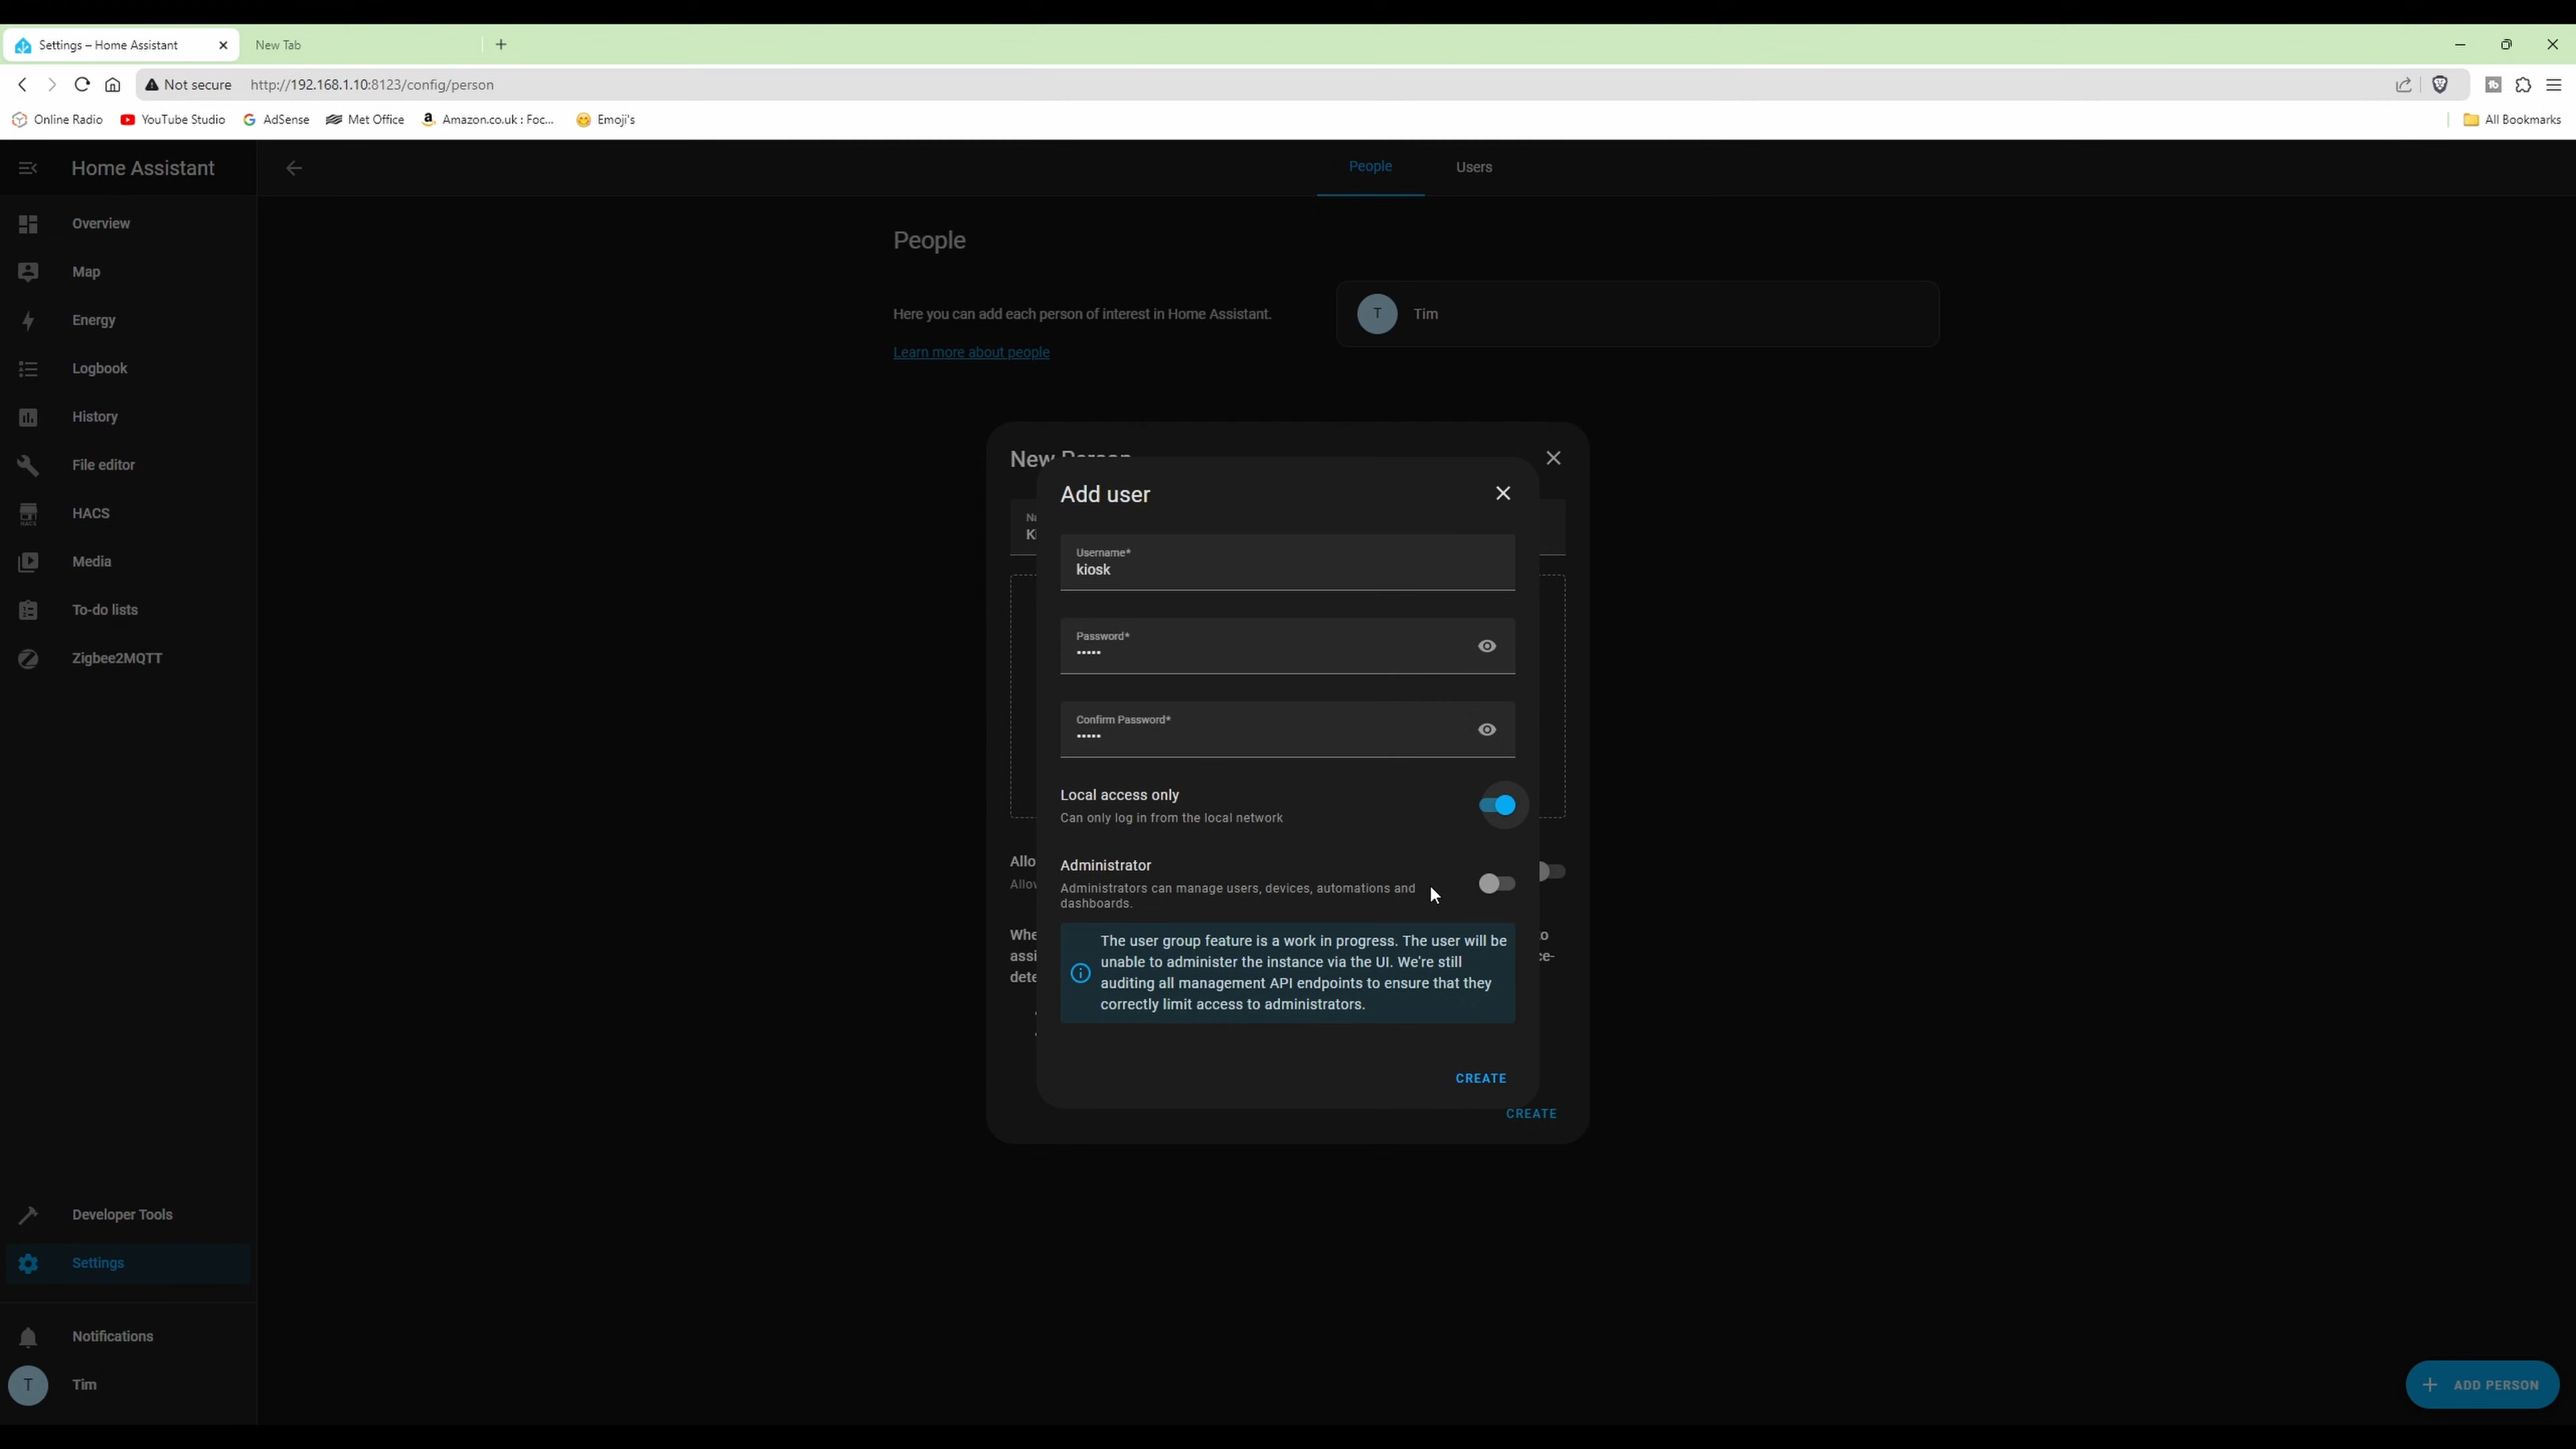 Settings – Home Assistant
New Tab
Not secure
http://192.168.1.10:8123/config/person
Online Radio
YouTube Studio
AdSense
Met Office
Amazon.co.uk : Foc...
Emoji's
All Bookmarks
Home Assistant
People
Users
Overview
Map
Energy
Logbook
History
File editor
HACS
Media
To-do lists
Zigbee2MQTT
Developer Tools
Settings
Notifications
T
Tim
People
Here you can add each person of interest in Home Assistant.
Learn more about people
T
Tim
New Person
Add user
Username*
kiosk
Password*
•••••
Confirm Password*
•••••
Local access only
Can only log in from the local network
Administrator
Administrators can manage users, devices, automations and
dashboards.
The user group feature is a work in progress. The user will be
unable to administer the instance via the UI. We're still
auditing all management API endpoints to ensure that they
correctly limit access to administrators.
CREATE
CREATE
ADD PERSON